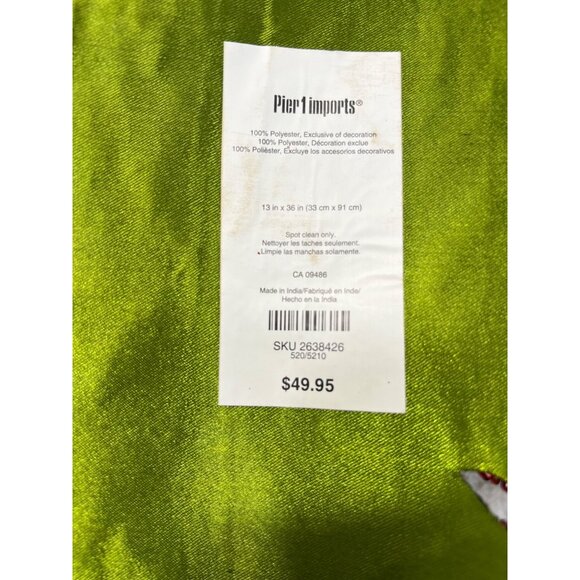 Pier1imports®
100% Polyester, Exclusive of decoration
100% Polyester, Décoration exclue
100% Poliéster, Excluye los accesorios decorativos
13 in x 36 in (33 cm x 91 cm)
Spot clean only.
Nettoyer les taches seulement.
Limpie las manchas solamente.
CA 09486
Made in India/Fabriqué en Inde/
Hecho en la India
SKU 2638426
520/5210
$49.95